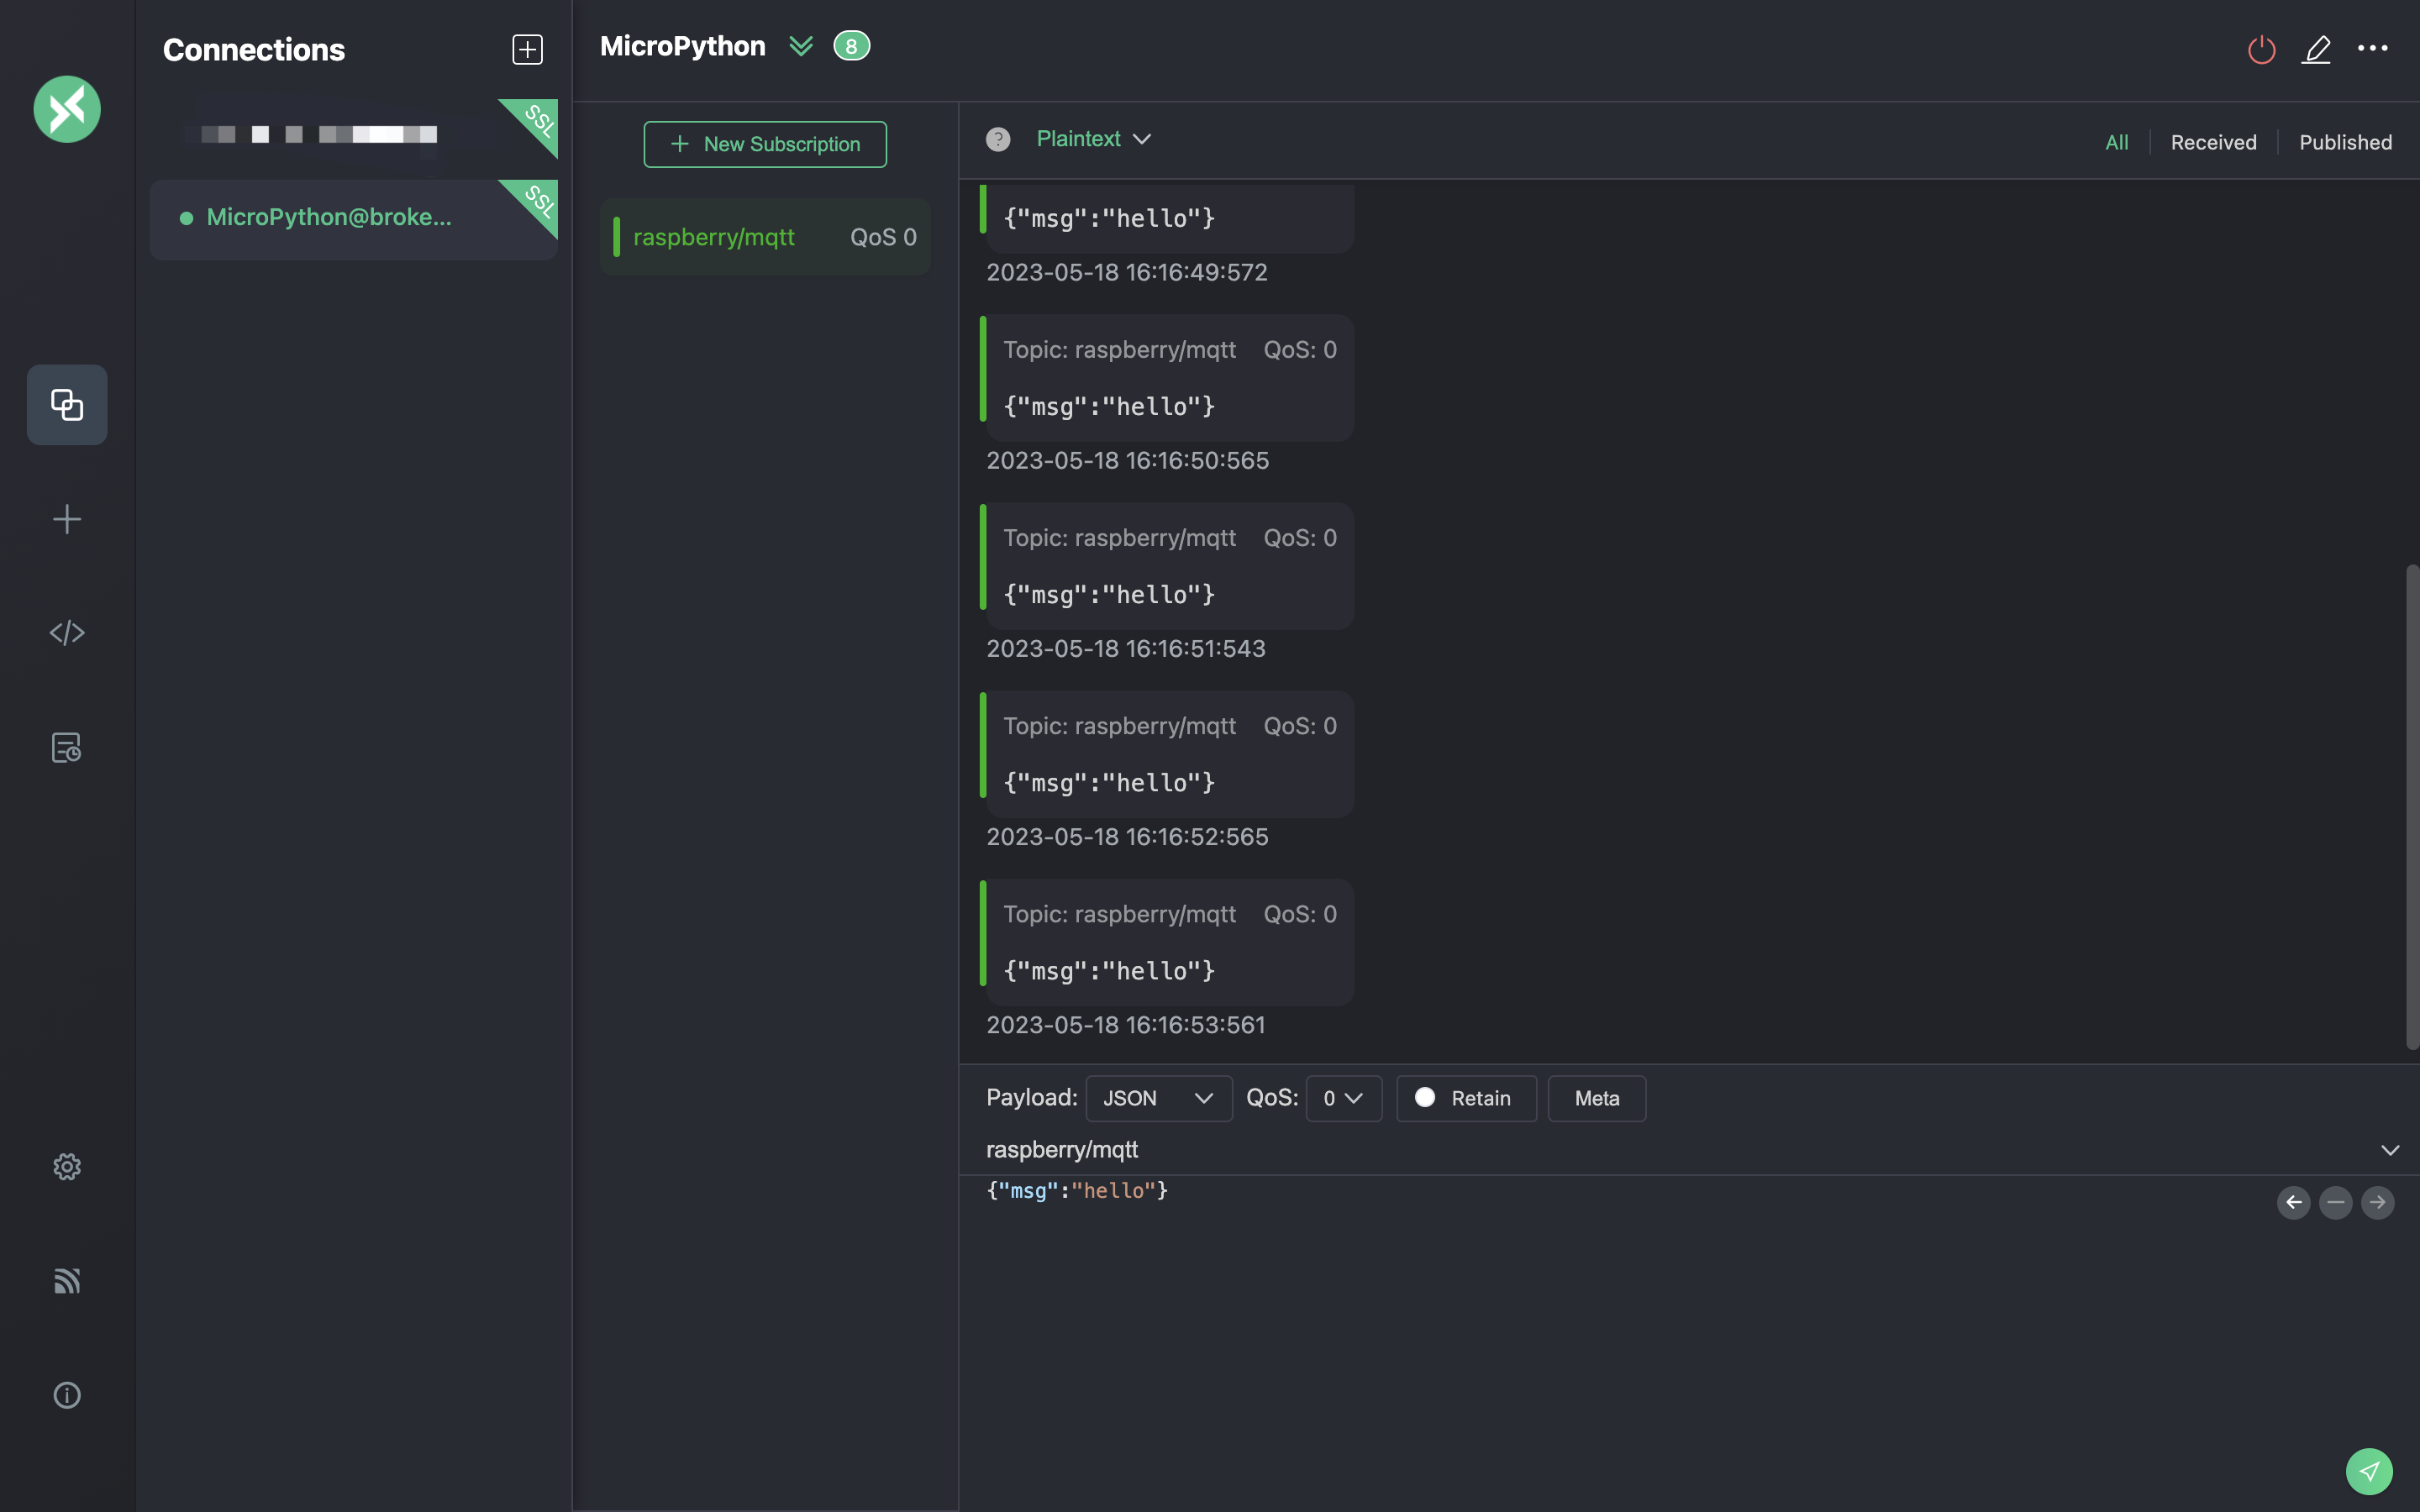 Connections
SSL
MicroPython@broke...
SSL
MicroPython
8
+ New Subscription
raspberry/mqtt QoS 0
? Plaintext
All Received Published
{"msg":"hello"}
2023-05-18 16:16:49:572
Topic: raspberry/mqtt QoS: 0
{"msg":"hello"}
2023-05-18 16:16:50:565
Topic: raspberry/mqtt QoS: 0
{"msg":"hello"}
2023-05-18 16:16:51:543
Topic: raspberry/mqtt QoS: 0
{"msg":"hello"}
2023-05-18 16:16:52:565
Topic: raspberry/mqtt QoS: 0
{"msg":"hello"}
2023-05-18 16:16:53:561
Payload: JSON QoS: 0 Retain Meta
raspberry/mqtt
{"msg":"hello"}